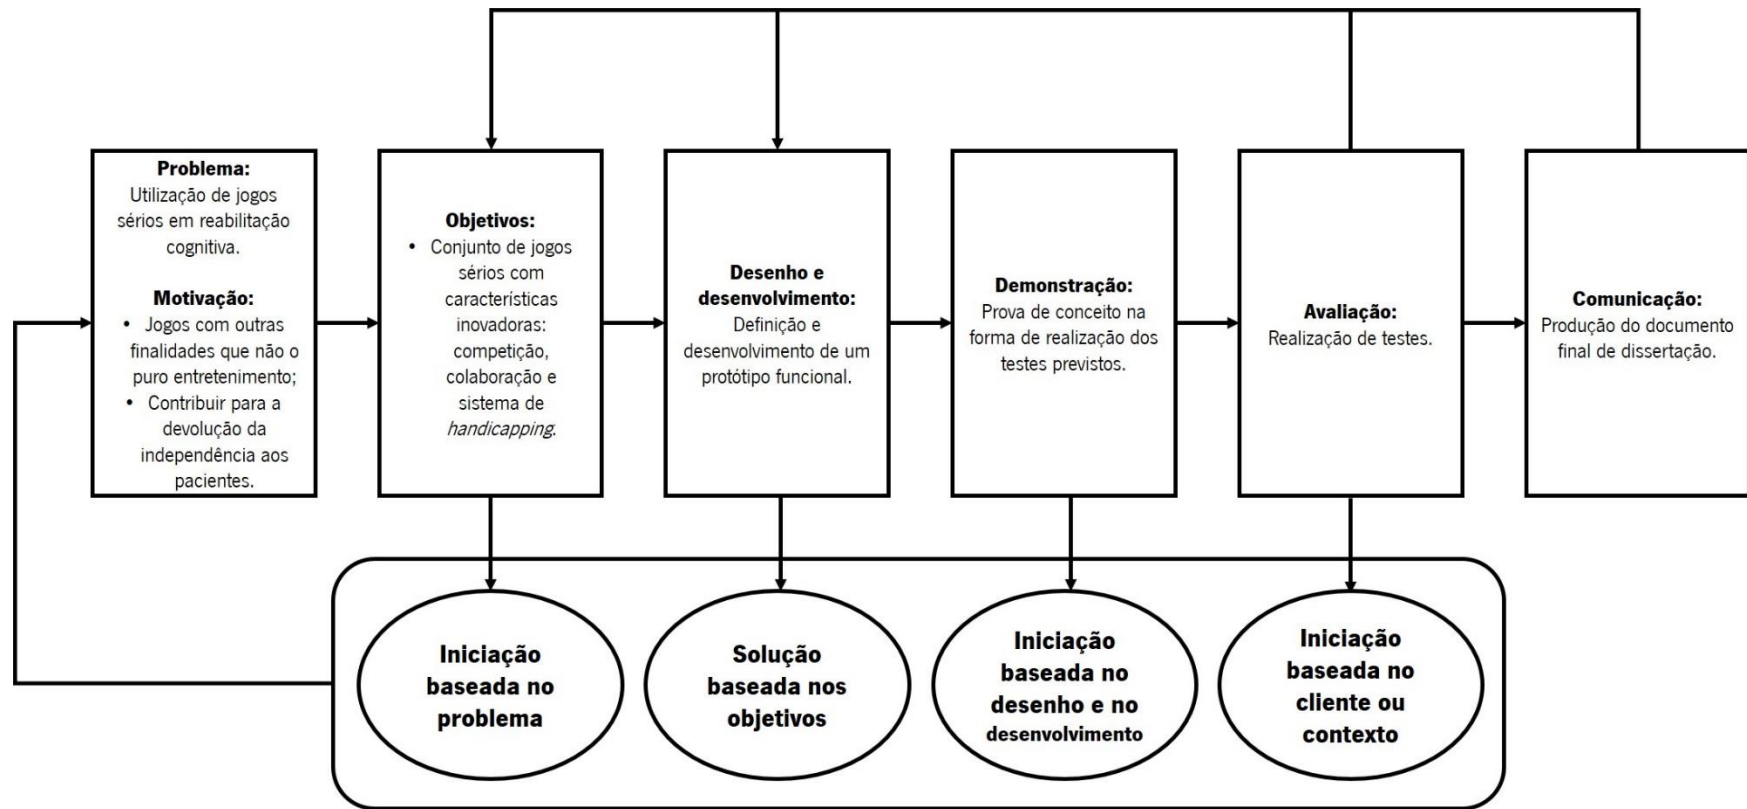 Problema:
Utilização de jogos
sérios em reabilitação
cognitiva.
Motivação:
• Jogos com outras
finalidades que não o
puro entretenimento;
• Contribuir para a
devolução da
independência aos
pacientes.
Objetivos:
• Conjunto de jogos
sérios com
características
inovadoras:
competição,
colaboração e
sistema de
handicapping.
Desenho e
desenvolvimento:
Definição e
desenvolvimento de um
protótipo funcional.
Demonstração:
Prova de conceito na
forma de realização dos
testes previstos.
Avaliação:
Realização de testes.
Comunicação:
Produção do documento
final de dissertação.
Iniciação
baseada no
problema
Solução
baseada nos
objetivos
Iniciação
baseada no
desenho e no
desenvolvimento
Iniciação
baseada no
cliente ou
contexto